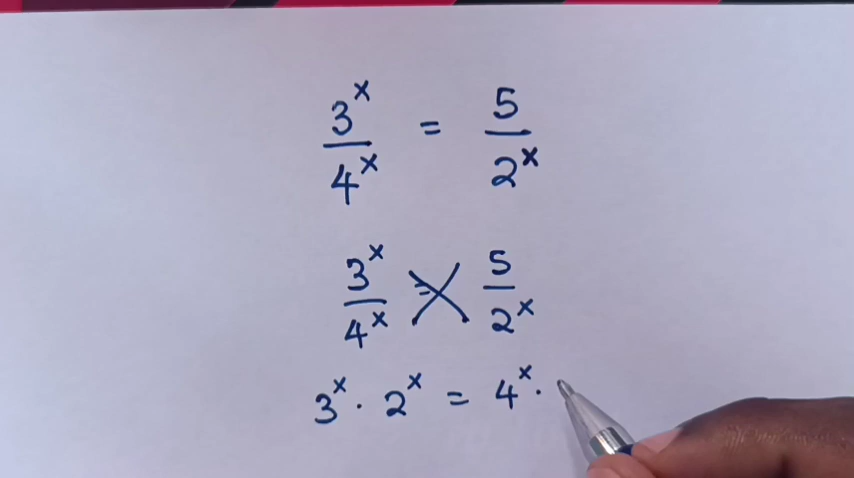 3^x/4^x = 5/2^x
3^x/4^x = 5/2^x
3^x · 2^x = 4^x ·